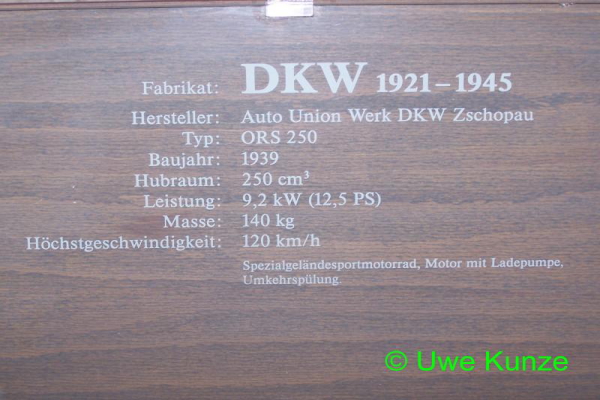 Fabrikat: DKW 1921–1945
Hersteller: Auto Union Werk DKW Zschopau
Typ: ORS 250
Baujahr: 1939
Hubraum: 250 cm³
Leistung: 9,2 kW (12,5 PS)
Masse: 140 kg
Höchstgeschwindigkeit: 120 km/h
Spezialgeländesportmotorrad, Motor mit Ladepumpe,
Umkehrspülung.
© Uwe Kunze